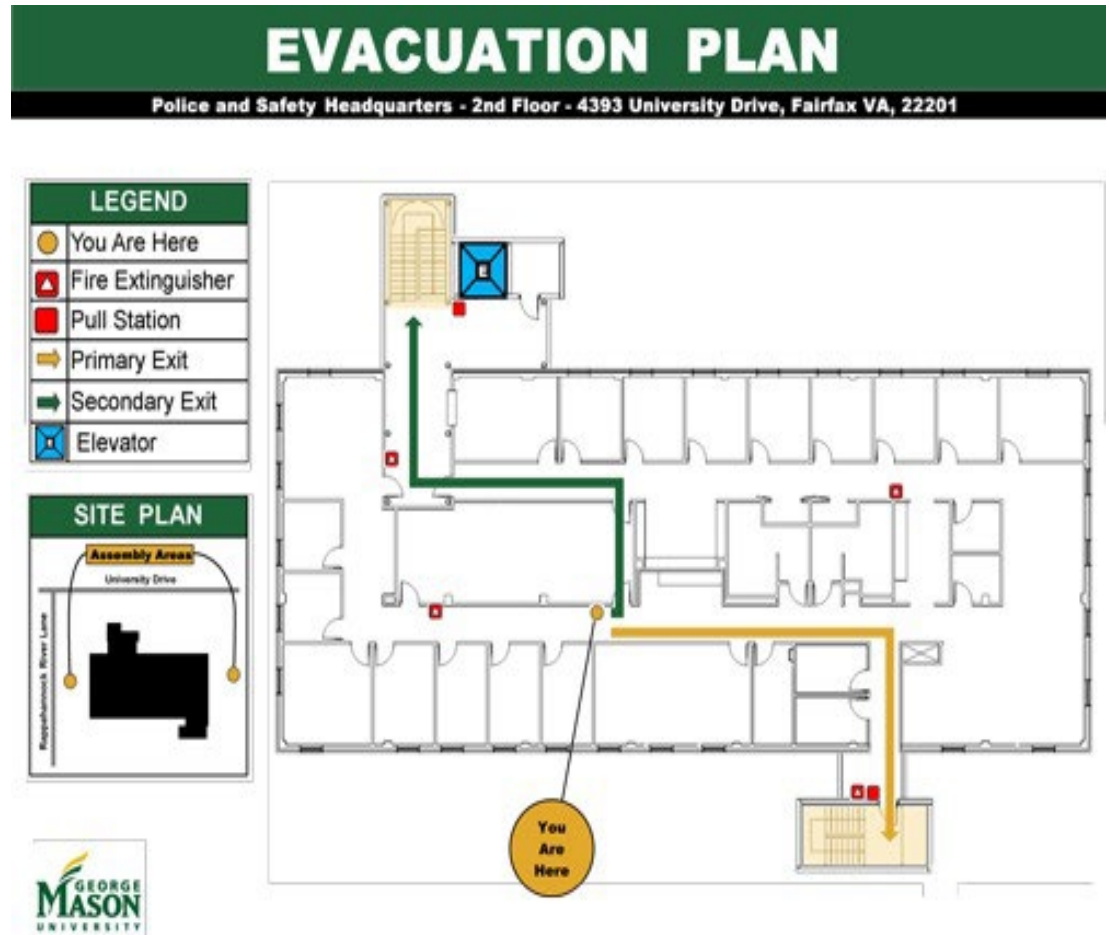 EVACUATION PLAN
Police and Safety Headquarters - 2nd Floor - 4393 University Drive, Fairfax VA, 22201
LEGEND
You Are Here
Fire Extinguisher
Pull Station
Primary Exit
Secondary Exit
Elevator
SITE PLAN
Assembly Areas
University Drive
Rappahannock River Lane
E
You
Are
Here
GEORGE
MASON
UNIVERSITY